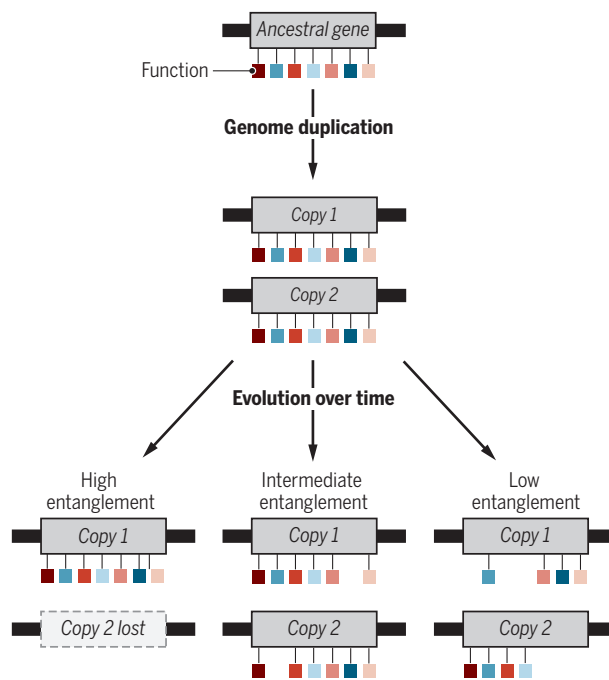 Ancestral gene
Function
Genome duplication
Copy 1
Copy 2
Evolution over time
High
entanglement
Intermediate
entanglement
Low
entanglement
Copy 1
Copy 1
Copy 1
Copy 2 lost
Copy 2
Copy 2